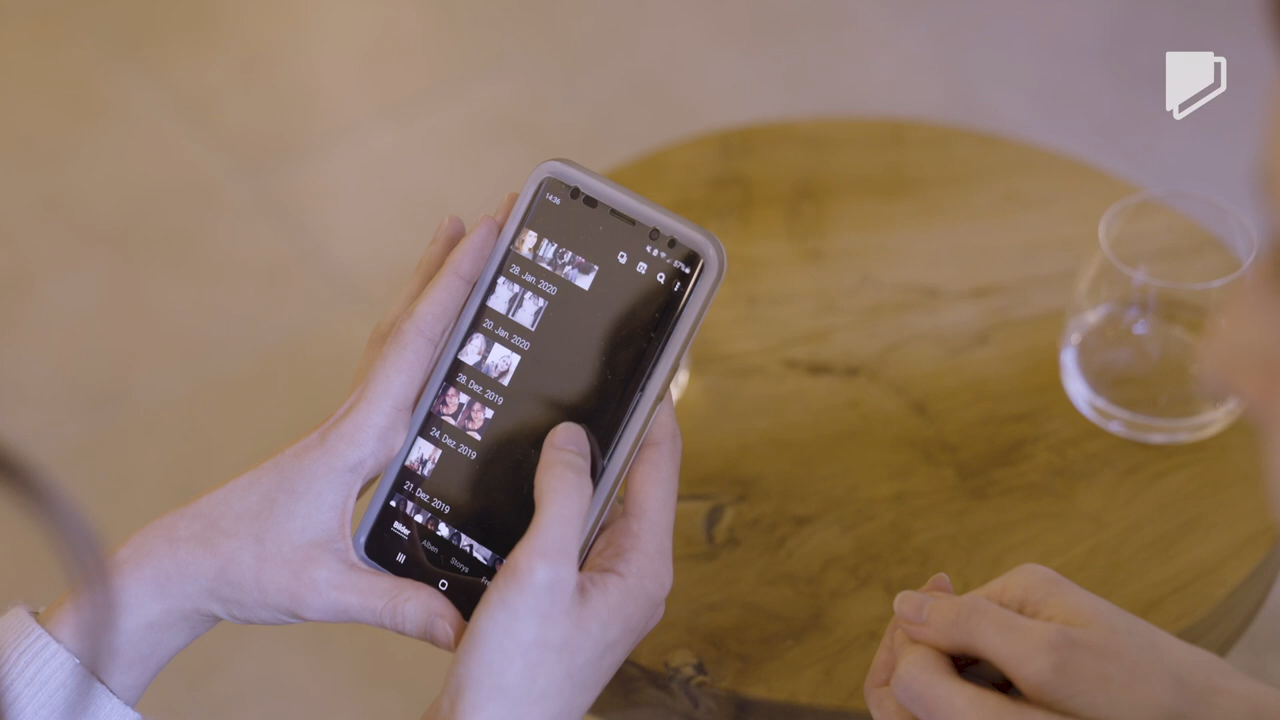 14:36
57%
28. Jan. 2020
20. Jan. 2020
28. Dez. 2019
24. Dez. 2019
21. Dez. 2019
Bilder
Alben
Storys